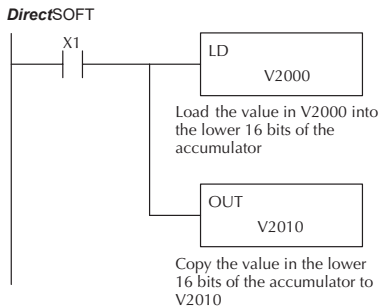 DirectSOFT
X1
LD
V2000
Load the value in V2000 into
the lower 16 bits of the
accumulator
OUT
V2010
Copy the value in the lower
16 bits of the accumulator to
V2010